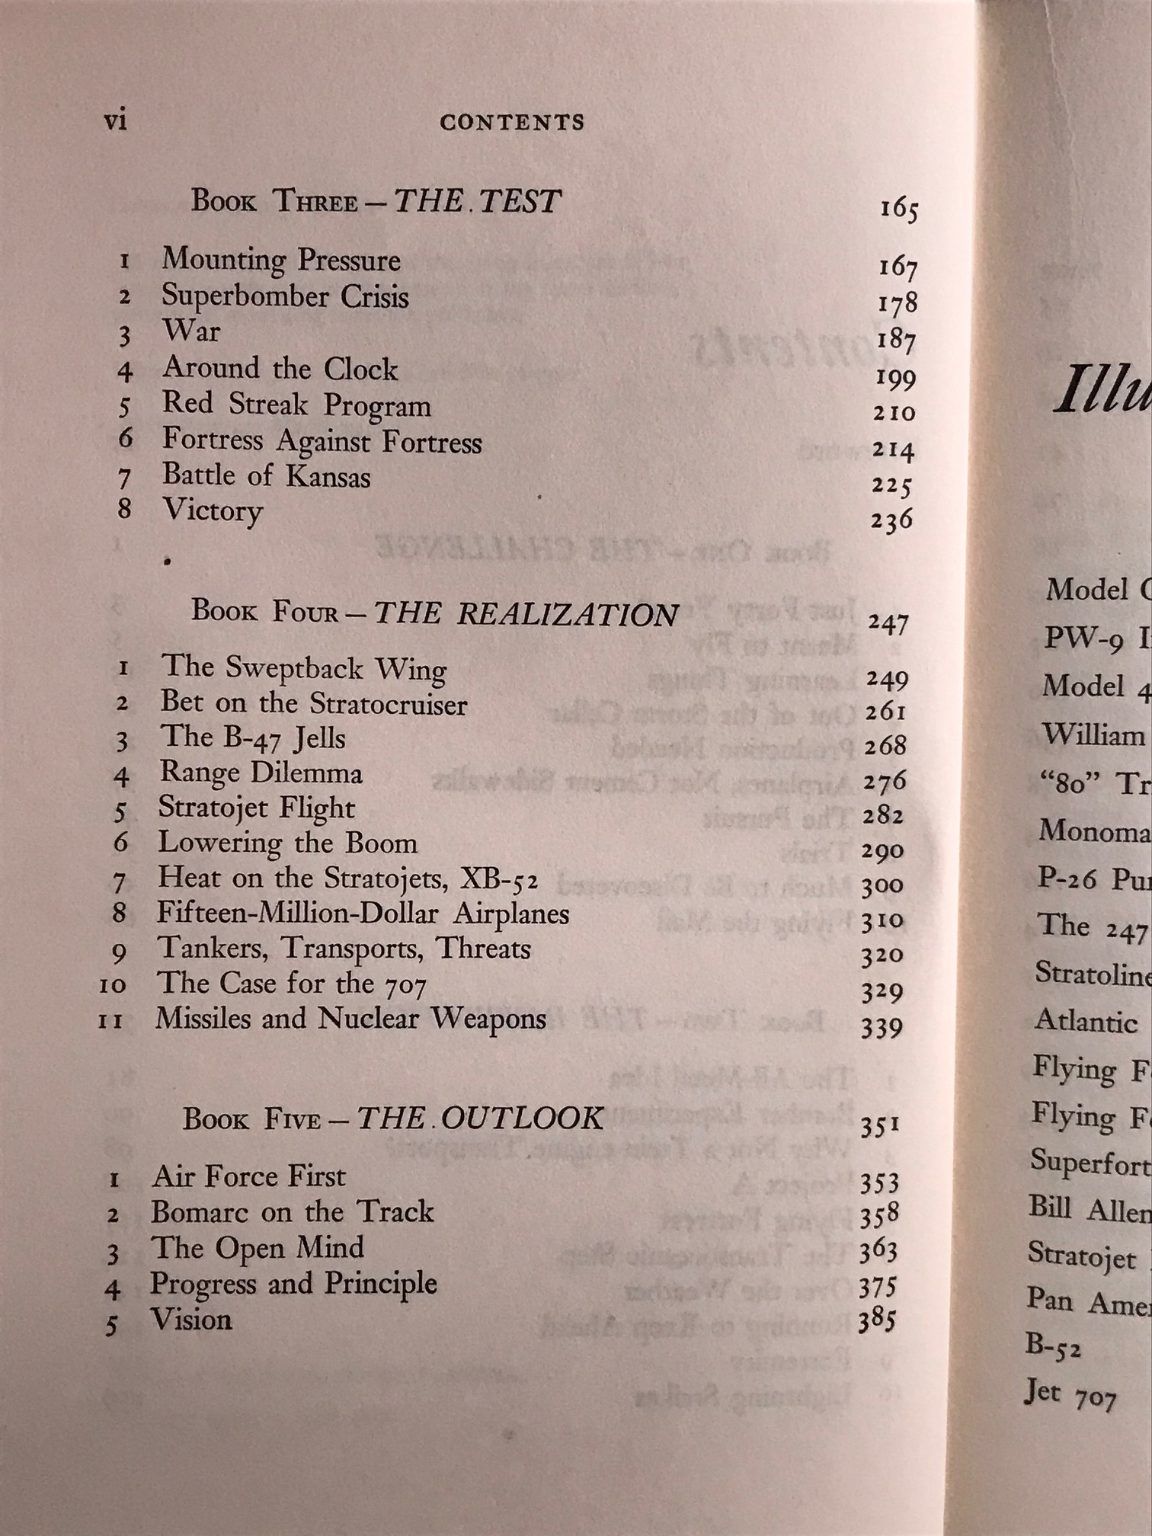 vi CONTENTS
Book Three — THE TEST 165
1 Mounting Pressure 167
2 Superbomber Crisis 178
3 War 187
4 Around the Clock 199
5 Red Streak Program 210
6 Fortress Against Fortress 214
7 Battle of Kansas 225
8 Victory 236
Book Four — THE REALIZATION 247
1 The Sweptback Wing 249
2 Bet on the Stratocruiser 261
3 The B-47 Jells 268
4 Range Dilemma 276
5 Stratojet Flight 282
6 Lowering the Boom 290
7 Heat on the Stratojets, XB-52 300
8 Fifteen-Million-Dollar Airplanes 310
9 Tankers, Transports, Threats 320
10 The Case for the 707 329
11 Missiles and Nuclear Weapons 339
Book Five — THE OUTLOOK 351
1 Air Force First 353
2 Bomarc on the Track 358
3 The Open Mind 363
4 Progress and Principle 375
5 Vision 385
Model
PW-9
Model
William
"80"
P-26
The 247
Atlantic
Flying
Flying
Bill Allen
Stratojet
Pan
B-52
Jet 707